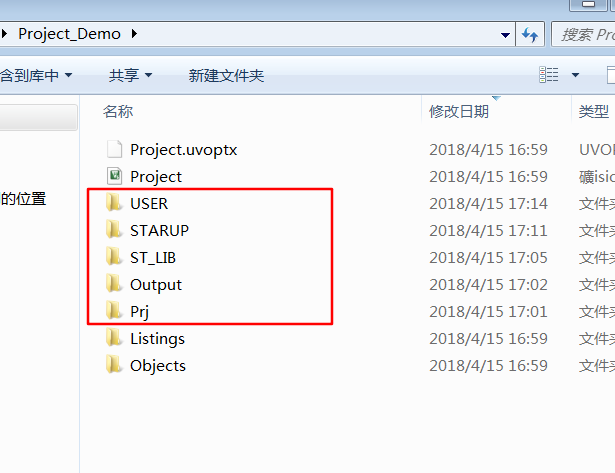 Project_Demo
搜索 Pro
含到库中
共享
新建文件夹
名称
修改日期
类型
Project.uvoptx
2018/4/15 16:59
UVOI
Project
2018/4/15 16:59
礦isio
的位置
USER
2018/4/15 17:14
文件夹
STARUP
2018/4/15 17:11
文件夹
ST_LIB
2018/4/15 17:05
文件夹
Output
2018/4/15 17:02
文件夹
Prj
2018/4/15 17:01
文件夹
Listings
2018/4/15 16:59
文件夹
Objects
2018/4/15 16:59
文件夹